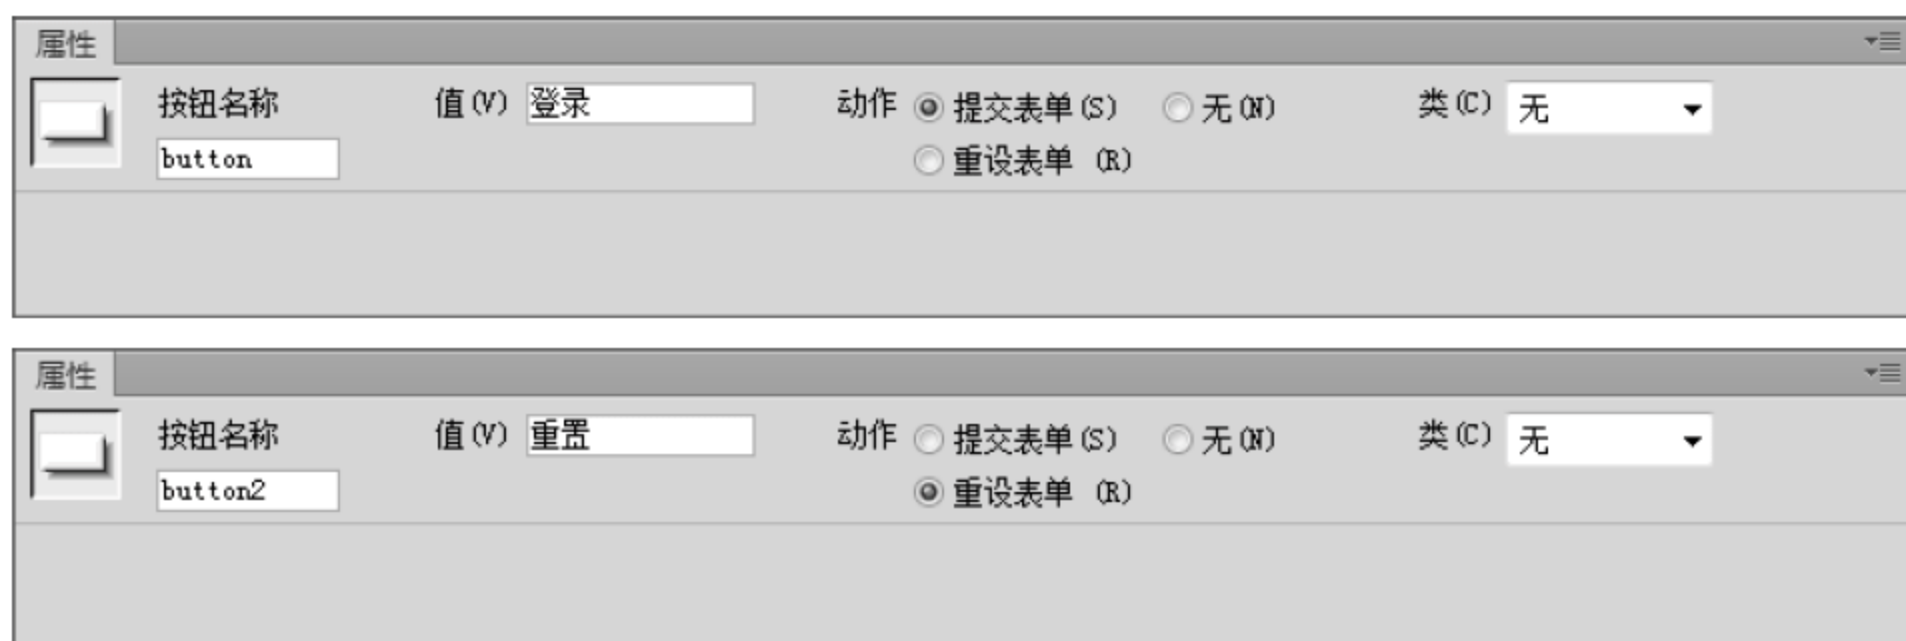 属性
按钮名称 值(V) 登录 动作 提交表单(S) 无(N) 类(C) 无
button 重设表单 (R)
属性
按钮名称 值(V) 重置 动作 提交表单(S) 无(N) 类(C) 无
button2 重设表单 (R)